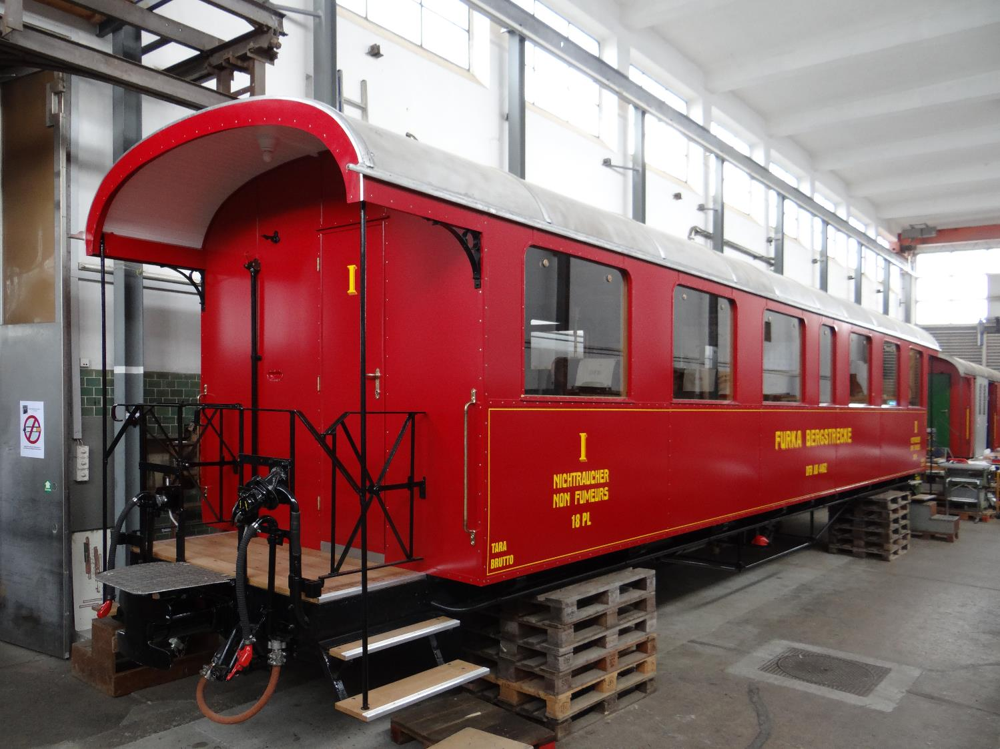 I
I
NICHTRAUCHER
NON FUMEURS
18 PL
TARA
BRUTTO
FURKA BERGSTRECKE
I